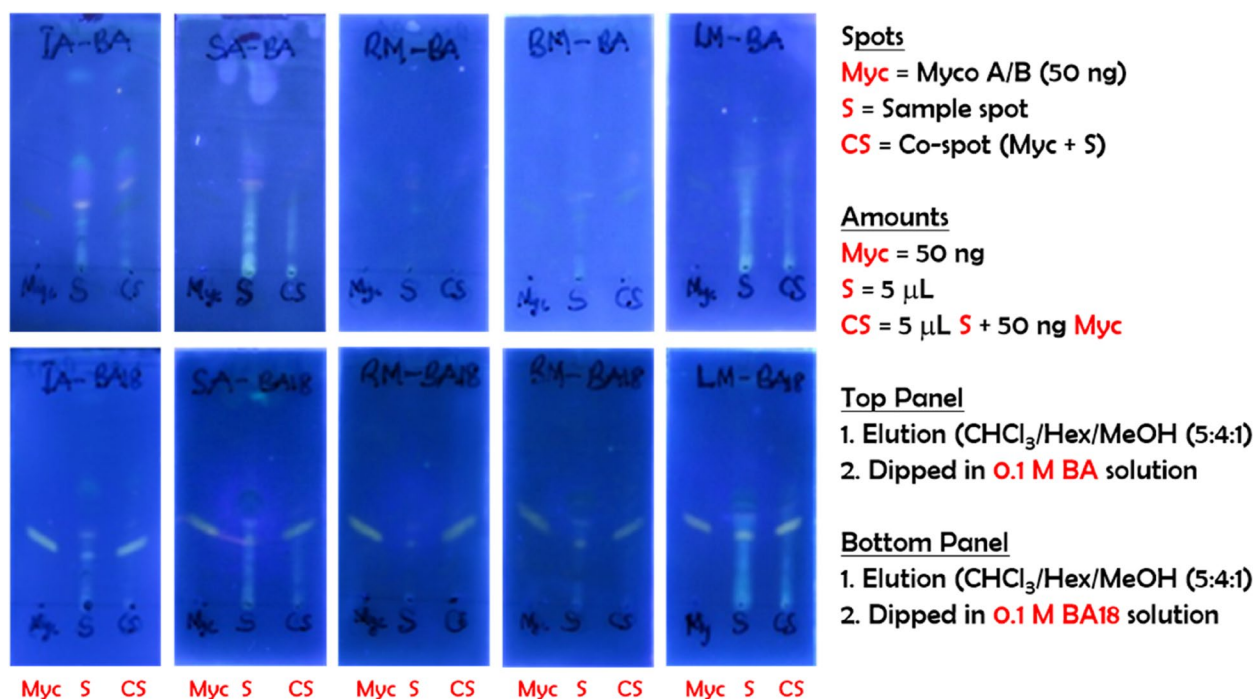 IA-BA
SA-BA
RM-BA
BM-BA
LM-BA
Myc S CS
Myc S CS
Myc S CS
Myc S CS
Myc S CS
IA-BA18
SA-BA18
RM-BA18
BM-BA18
LM-BA18
Myc S CS
Myc S CS
Myc S CS
Myc S CS
My S CS
Myc S CS
Myc S CS
Myc S CS
Myc S CS
Myc S CS
Spots
Myc = Myco A/B (50 ng)
S = Sample spot
CS = Co-spot (Myc + S)
Amounts
Myc = 50 ng
S = 5 μL
CS = 5 μL S + 50 ng Myc
Top Panel
1. Elution (CHCl₃/Hex/MeOH (5:4:1)
2. Dipped in 0.1 M BA solution
Bottom Panel
1. Elution (CHCl₃/Hex/MeOH (5:4:1)
2. Dipped in 0.1 M BA18 solution